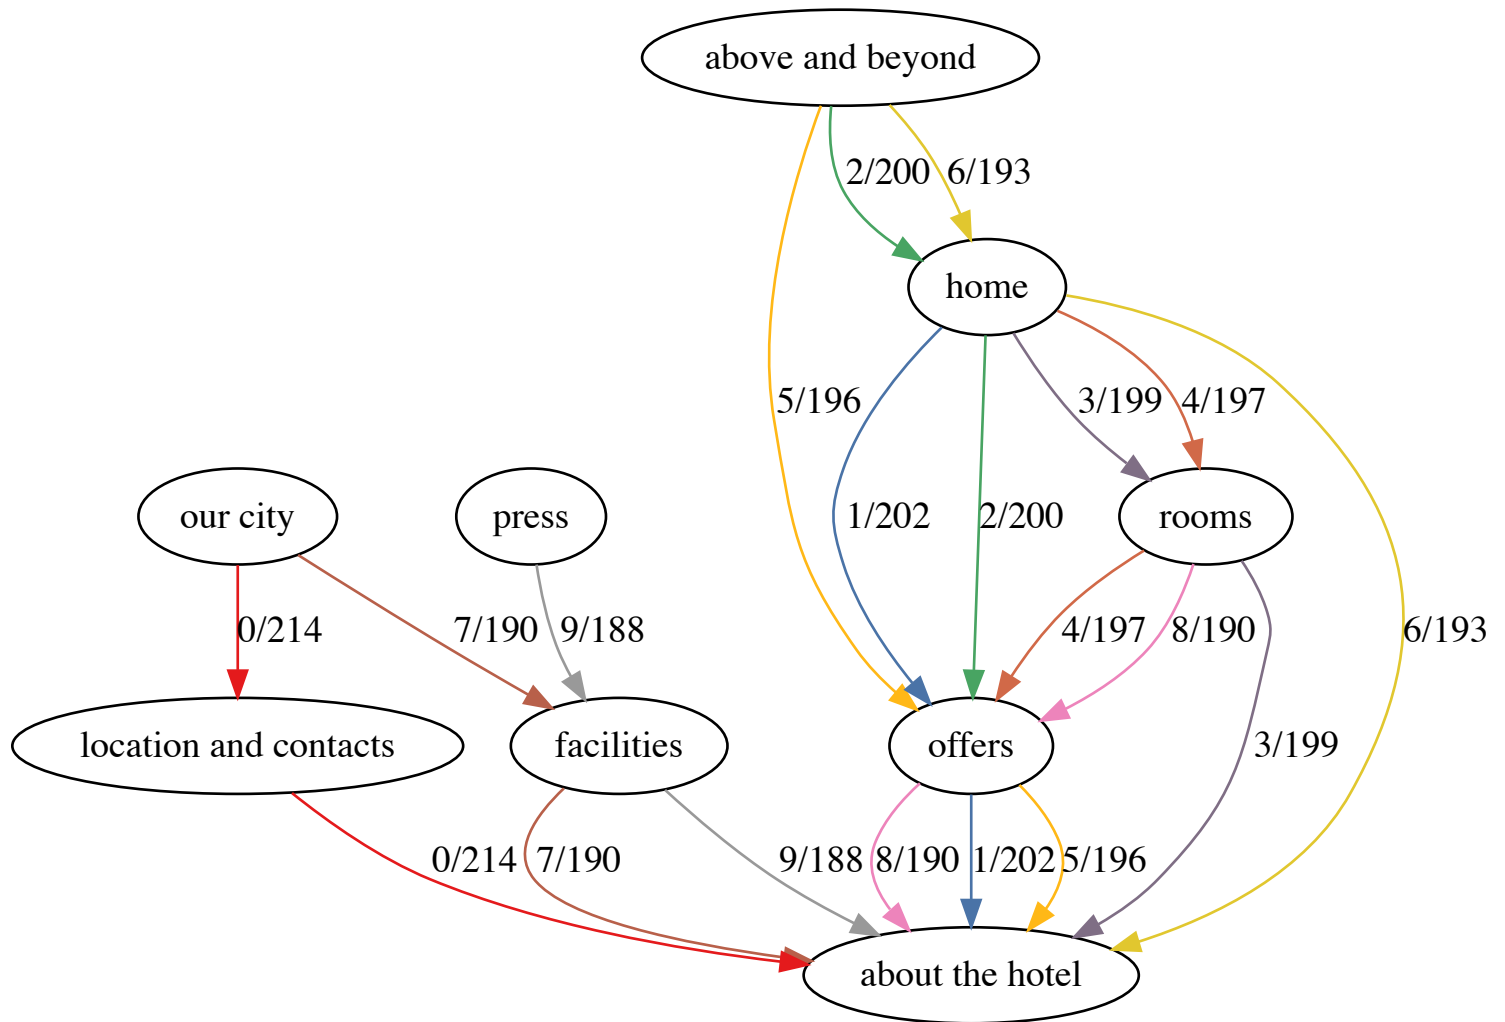 above and beyond
2/200 6/193
home
5/196 3/199 4/197
our city press 1/202 2/200 rooms
0/214 7/190 9/188 4/197 8/190 6/193
location and contacts facilities offers 3/199
0/214 7/190 9/188 8/190 1/202 5/196
about the hotel